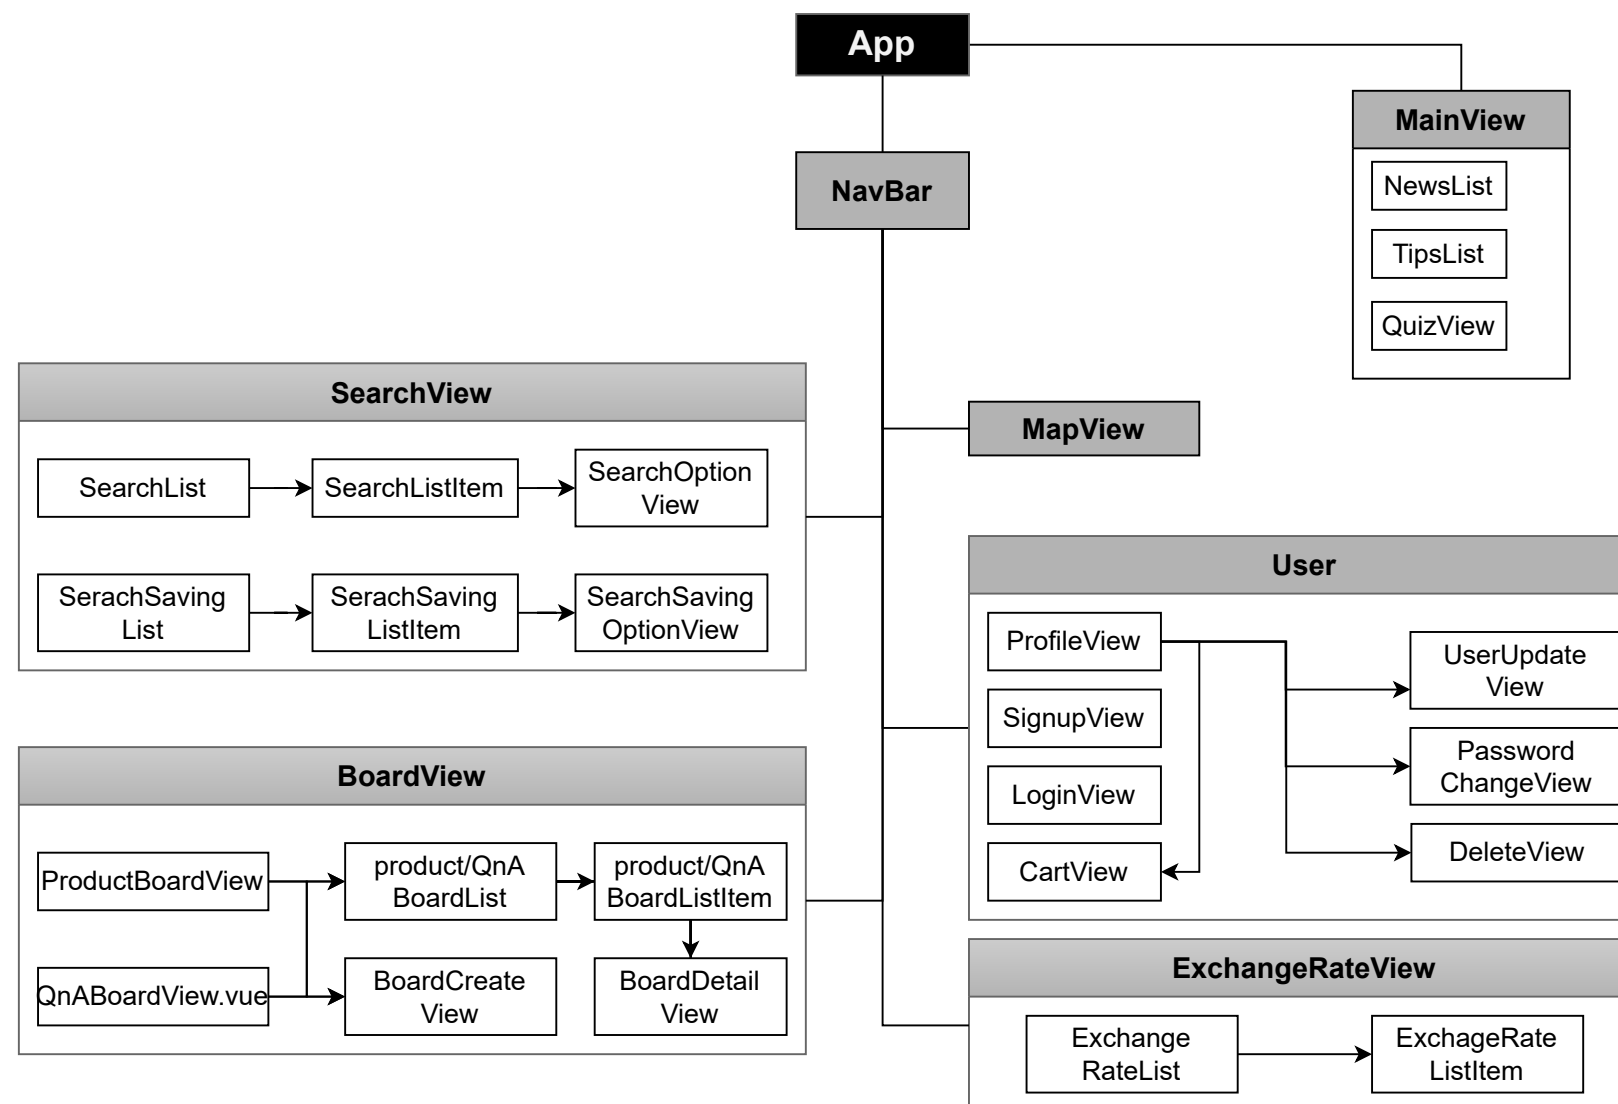 App
MainView
NewsList
TipsList
QuizView
NavBar
SearchView
SearchList
SearchListItem
SearchOption
View
SerachSaving
List
SerachSaving
ListItem
SearchSaving
OptionView
MapView
User
ProfileView
SignupView
LoginView
CartView
UserUpdate
View
Password
ChangeView
DeleteView
BoardView
ProductBoardView
product/QnA
BoardList
product/QnA
BoardListItem
QnABoardView.vue
BoardCreate
View
BoardDetail
View
ExchangeRateView
Exchange
RateList
ExchageRate
ListItem